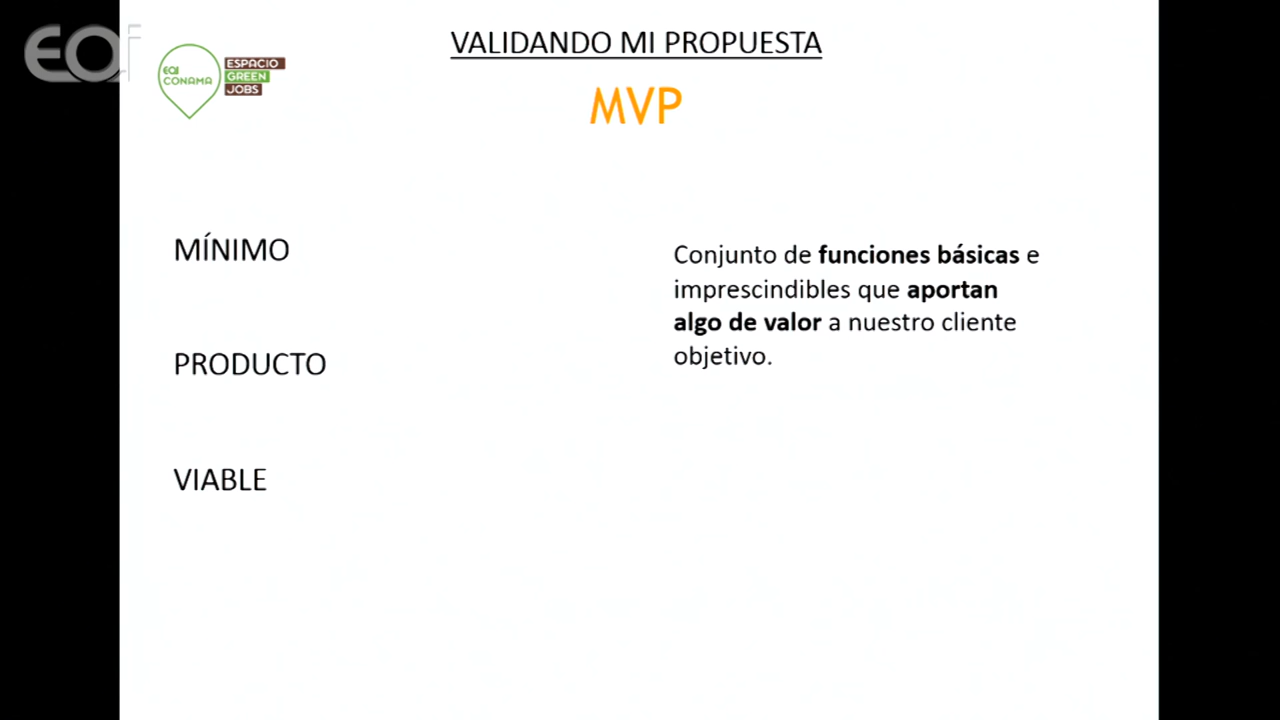 EOI
VALIDANDO MI PROPUESTA
EOI
CONAMA
ESPACIO
GREEN
JOBS
MVP
MÍNIMO
PRODUCTO
VIABLE
Conjunto de funciones básicas e
imprescindibles que aportan
algo de valor a nuestro cliente
objetivo.